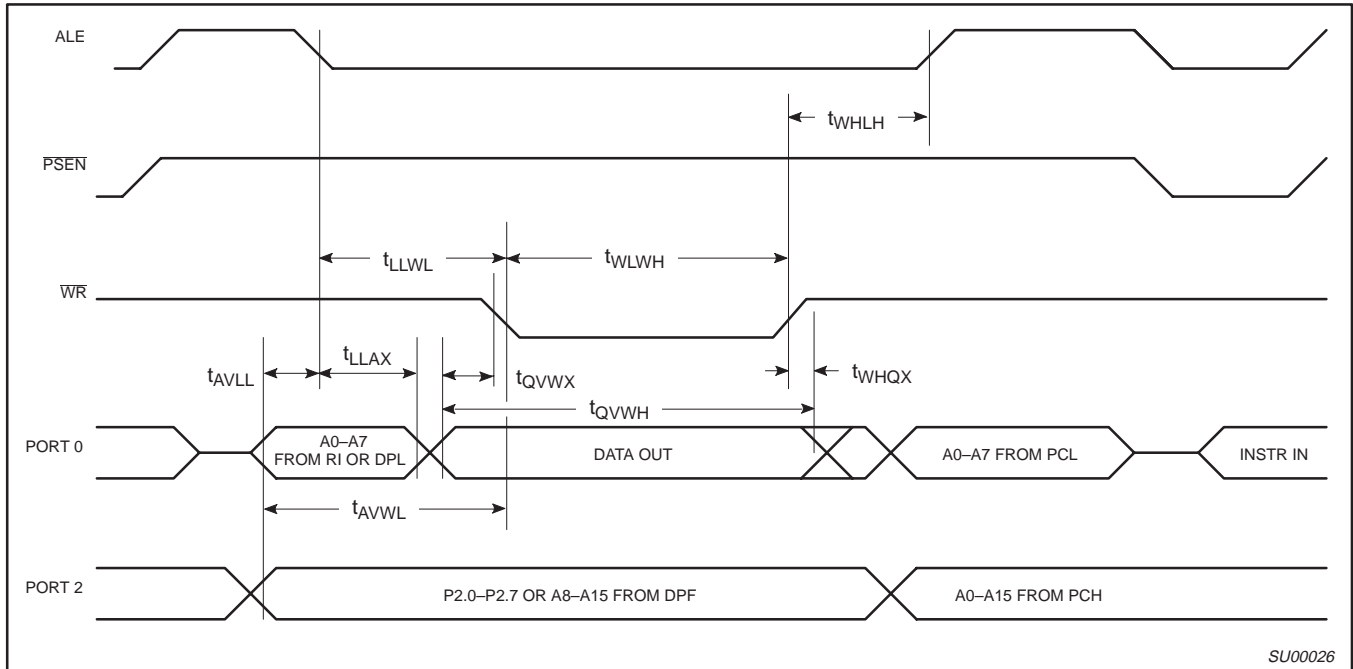 ALE
tWHLH
PSEN
tLLWL
tWLWH
WR
tAVLL
tLLAX
tQVWX
tWHQX
tQVWH
PORT 0
A0–A7
FROM RI OR DPL
DATA OUT
A0–A7 FROM PCL
INSTR IN
tAVWL
PORT 2
P2.0–P2.7 OR A8–A15 FROM DPF
A0–A15 FROM PCH
SU00026